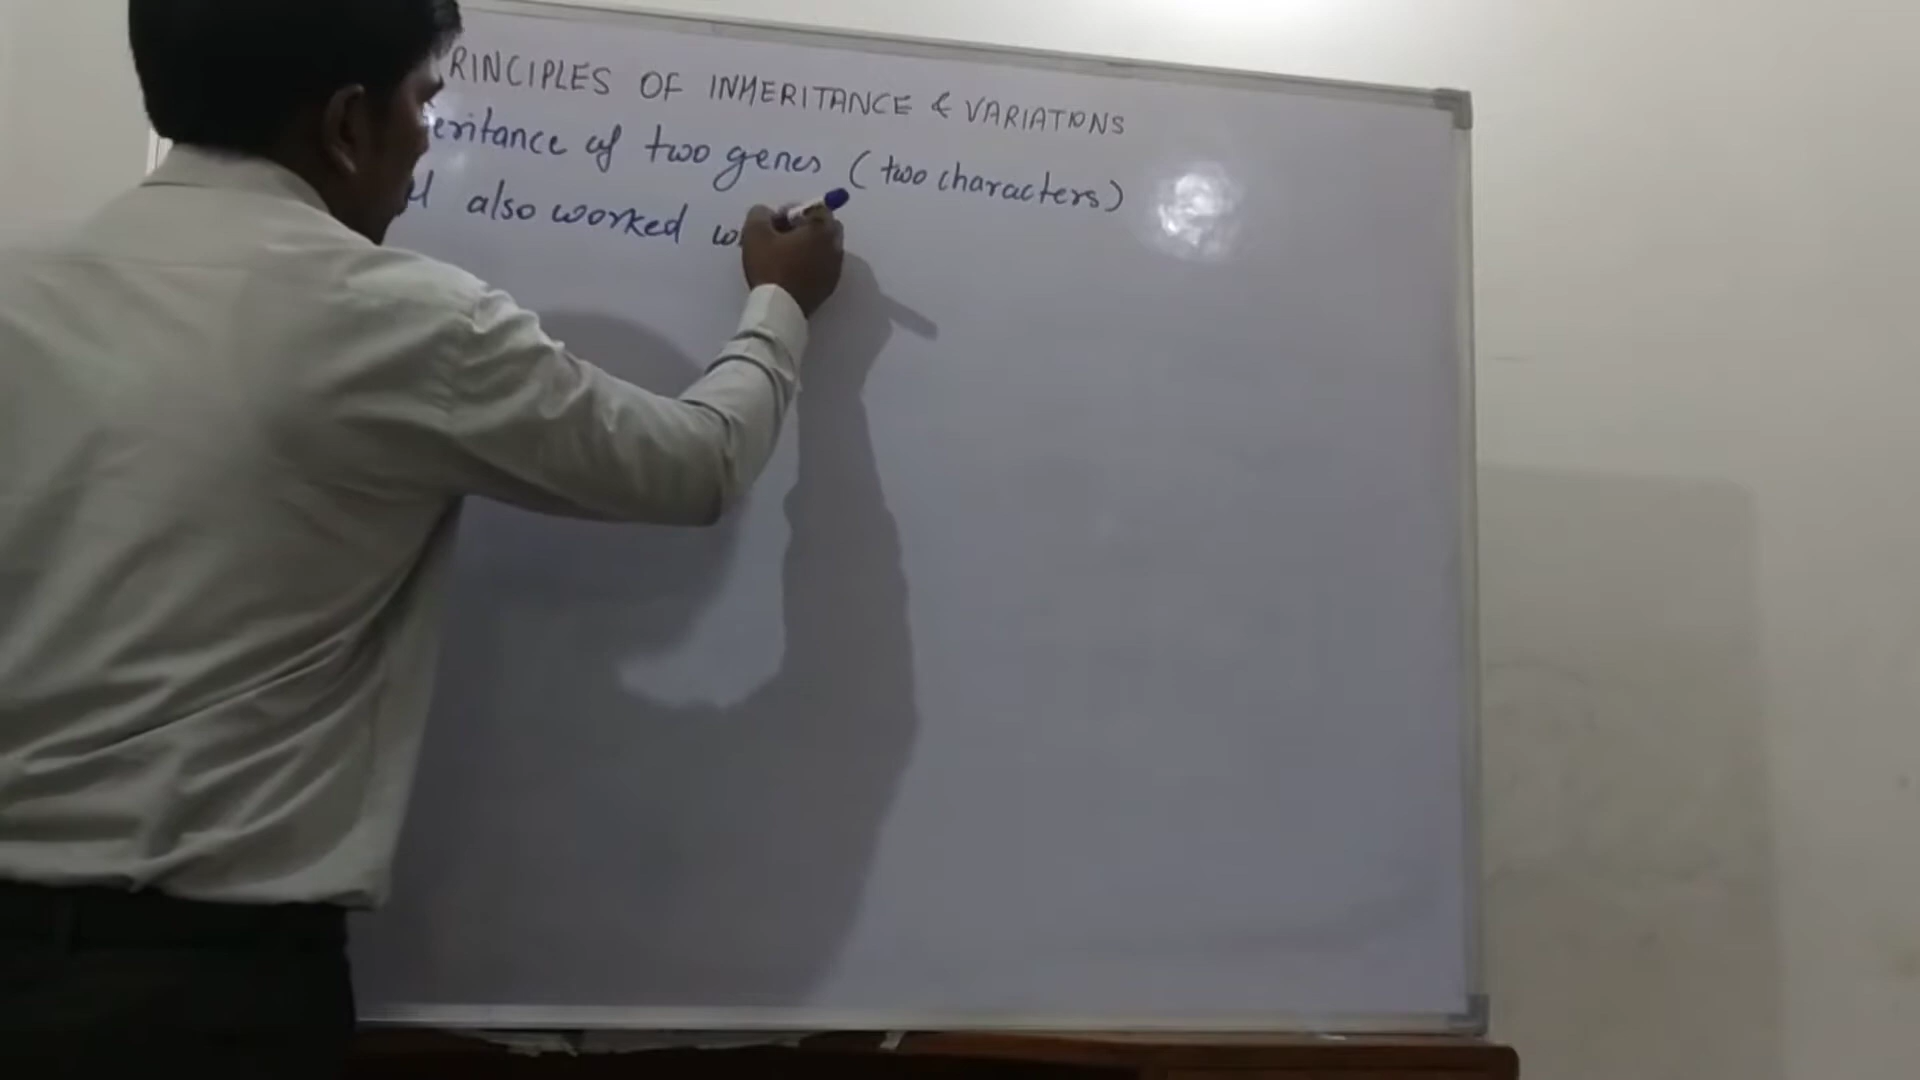 RINCIPLES OF INHERITANCE & VARIATIONS
eritance of two genes (two characters)
also worked